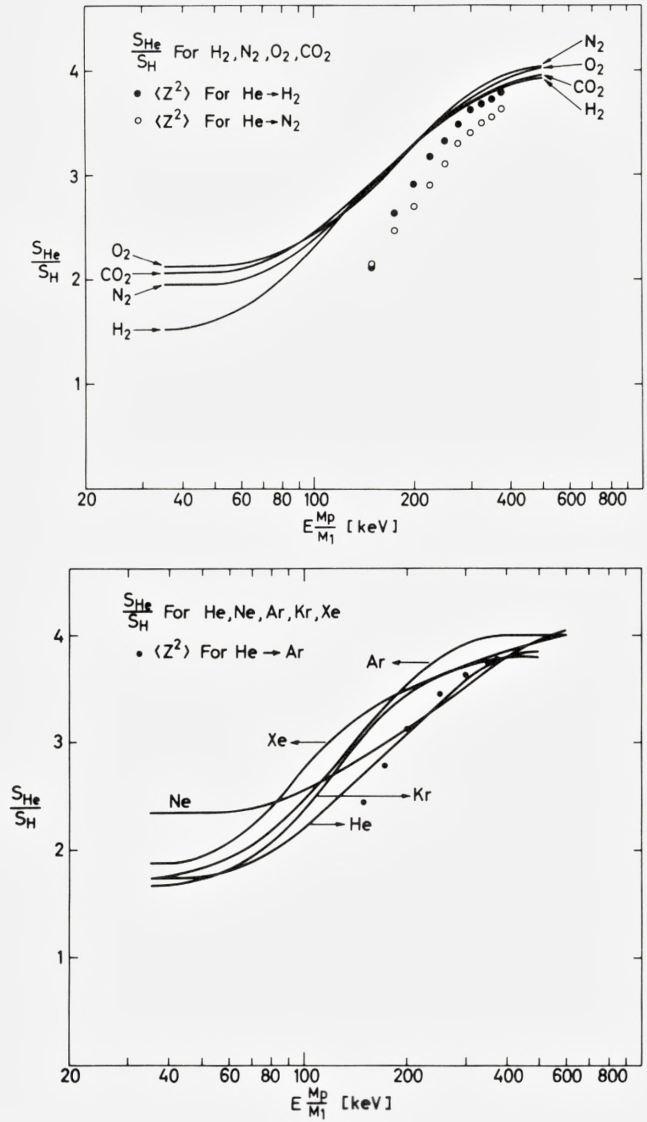 S_He/S_H For H₂, N₂, O₂, CO₂
● ⟨Z²⟩ For He→H₂
○ ⟨Z²⟩ For He→N₂
N₂
O₂
CO₂
H₂
4
3
S_He/S_H
O₂
CO₂
N₂
2
H₂
1
20 40 60 80 100 200 400 600 800
E Mp/M₁ [keV]
S_He/S_H For He, Ne, Ar, Kr, Xe
• ⟨Z²⟩ For He → Ar
4
Ar
Xe
3
S_He/S_H
Ne
Kr
He
2
1
20 40 60 80 100 200 400 600 800
E Mp/M₁ [keV]